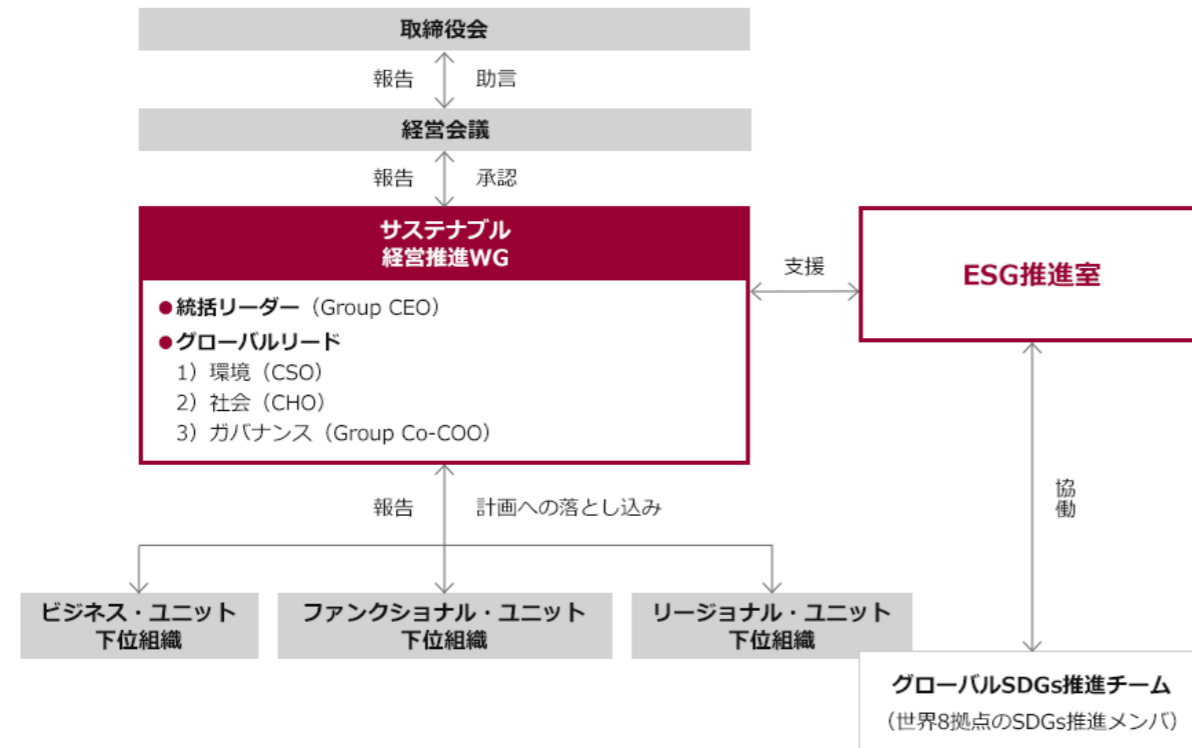 取締役会
報告
助言
経営会議
報告
承認
サステナブル
経営推進WG
●統括リーダー（Group CEO）
●グローバルリード
1）環境（CSO）
2）社会（CHO）
3）ガバナンス（Group Co-COO）
支援
ESG推進室
報告
計画への落とし込み
協働
ビジネス・ユニット
下位組織
ファンクショナル・ユニット
下位組織
リージョナル・ユニット
下位組織
グローバルSDGs推進チーム
（世界8拠点のSDGs推進メンバ）